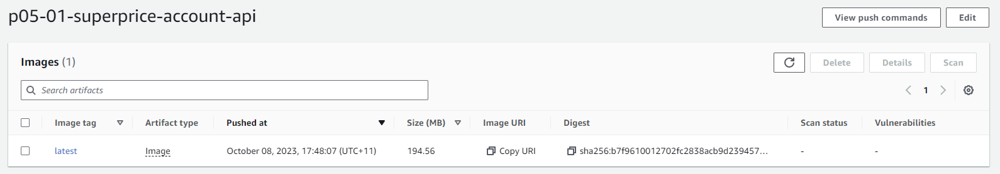 p05-01-superprice-account-api
View push commands
Edit
Images (1)
Delete
Details
Scan
Search artifacts
1
Image tag Artifact type Pushed at Size (MB) Image URI Digest Scan status Vulnerabilities
latest Image October 08, 2023, 17:48:07 (UTC+11) 194.56 Copy URI sha256:b7f9610012702fc2838acb9d239457... - -